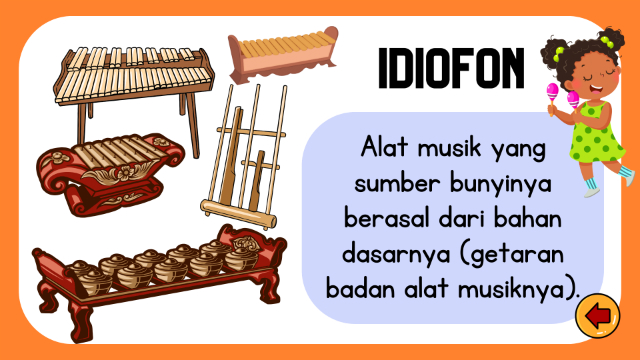 IDIOFON
Alat musik yang
sumber bunyinya
berasal dari bahan
dasarnya (getaran
badan alat musiknya).